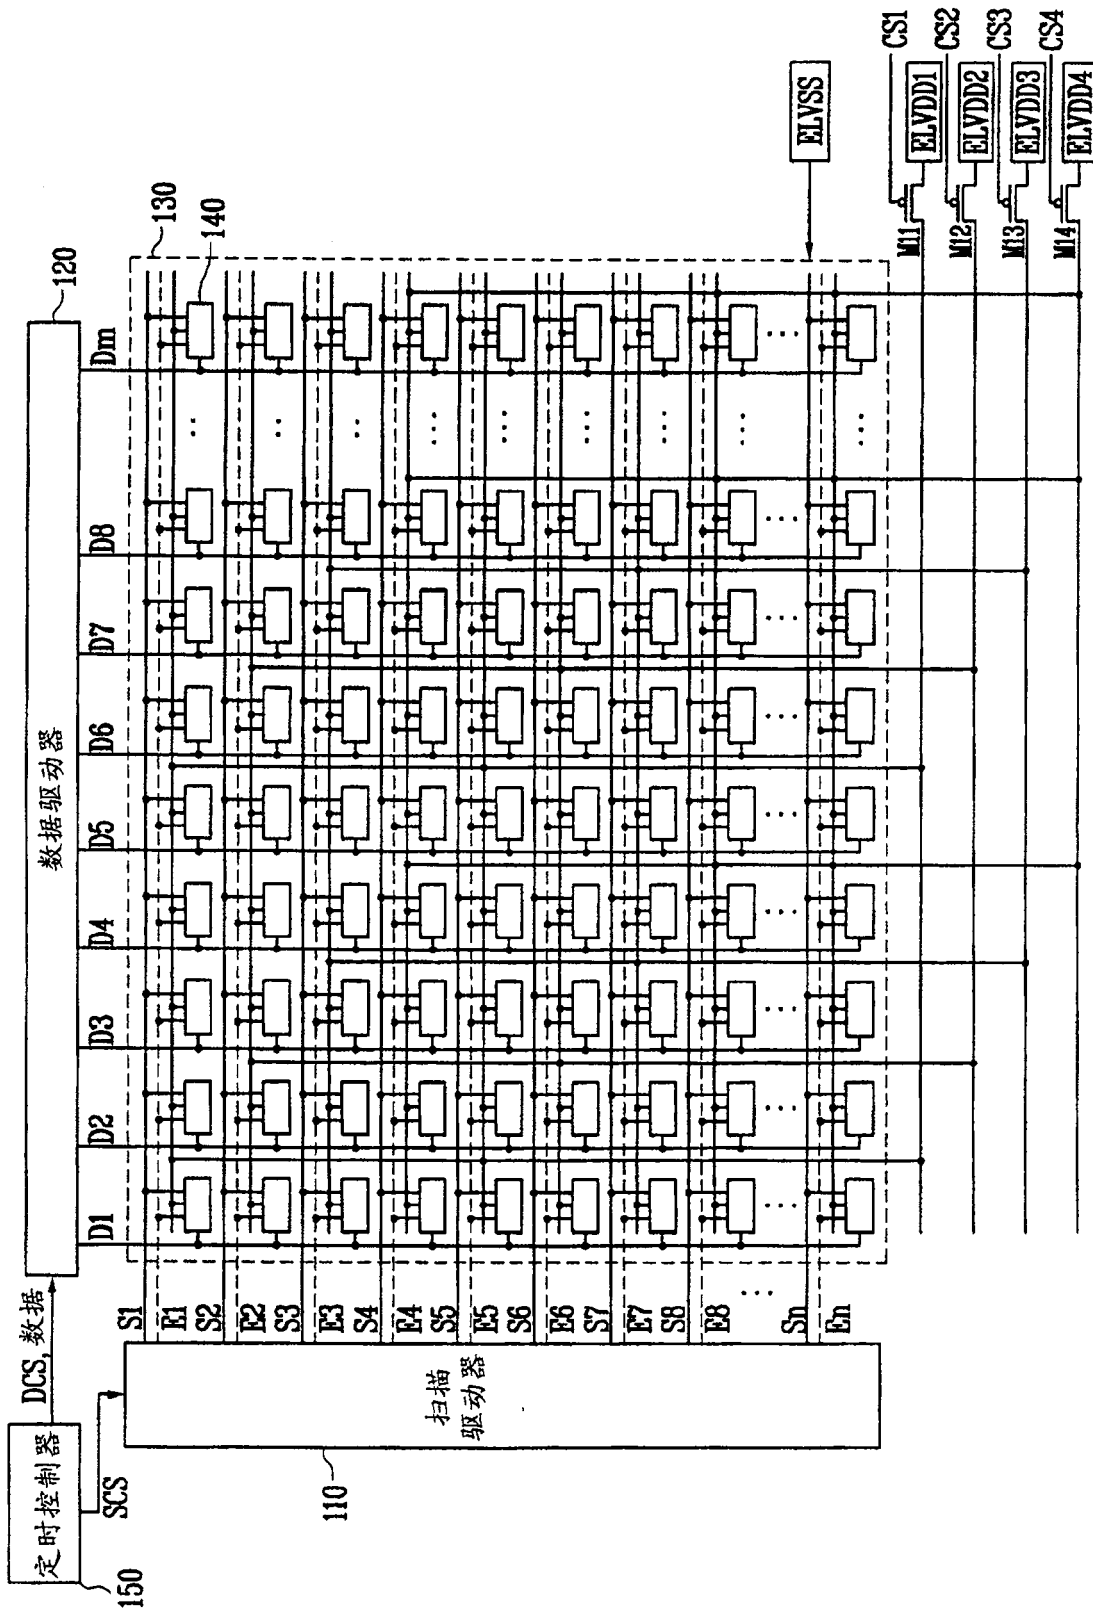 定时控制器
150
DCS, 数据
SCS
数据驱动器
120
扫描
驱动器
110
130
140
D1
D2
D3
D4
D5
D6
D7
D8
Dm
S1
E1
S2
E2
S3
E3
S4
E4
S5
E5
S6
E6
S7
E7
S8
E8
Sn
En
ELVSS
CS1
ELVDD1
M11
CS2
ELVDD2
M12
CS3
ELVDD3
M13
CS4
ELVDD4
M14